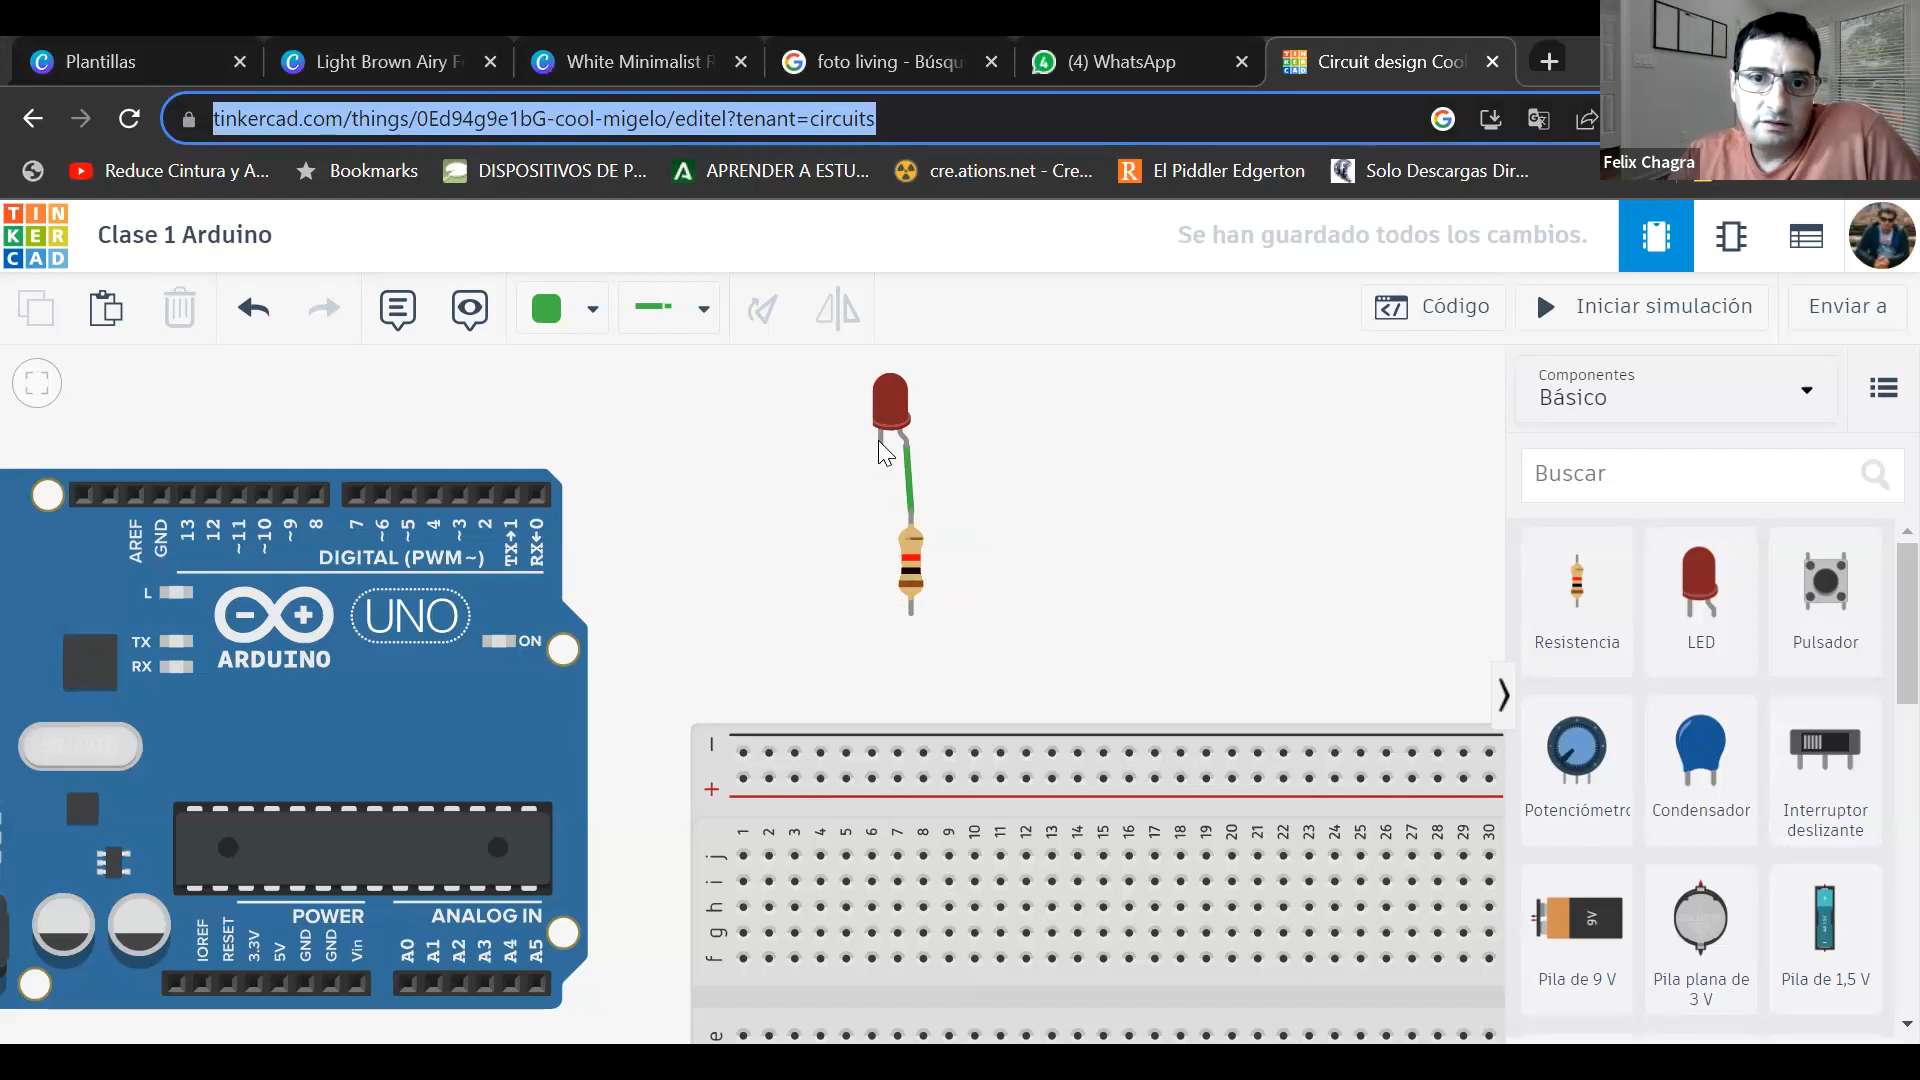 Plantillas
Light Brown Airy F
White Minimalist R
foto living - Búsqu
(4) WhatsApp
Circuit design Cool
tinkercad.com/things/0Ed94g9e1bG-cool-migelo/editel?tenant=circuits
Reduce Cintura y A...
Bookmarks
DISPOSITIVOS DE P...
APRENDER A ESTU...
cre.ations.net - Cre...
El Piddler Edgerton
Solo Descargas Dir...
Felix Chagra
TINKERCAD
Clase 1 Arduino
Se han guardado todos los cambios.
Código
Iniciar simulación
Enviar a
Componentes
Básico
Buscar
Resistencia
LED
Pulsador
Potenciómetro
Condensador
Interruptor
deslizante
9V
Pila de 9 V
Pila plana de
3 V
Pila de 1,5 V
AREF GND 13 12 ~11 ~10 ~9 8 7 ~6 ~5 4 ~3 2 TX→1 RX←0
DIGITAL (PWM~)
L
TX
RX
UNO
ON
ARDUINO
POWER
ANALOG IN
IOREF RESET 3.3V 5V GND GND Vin A0 A1 A2 A3 A4 A5
1 2 3 4 5 6 7 8 9 10 11 12 13 14 15 16 17 18 19 20 21 22 23 24 25 26 27 28 29 30
j
i
h
g
f
e